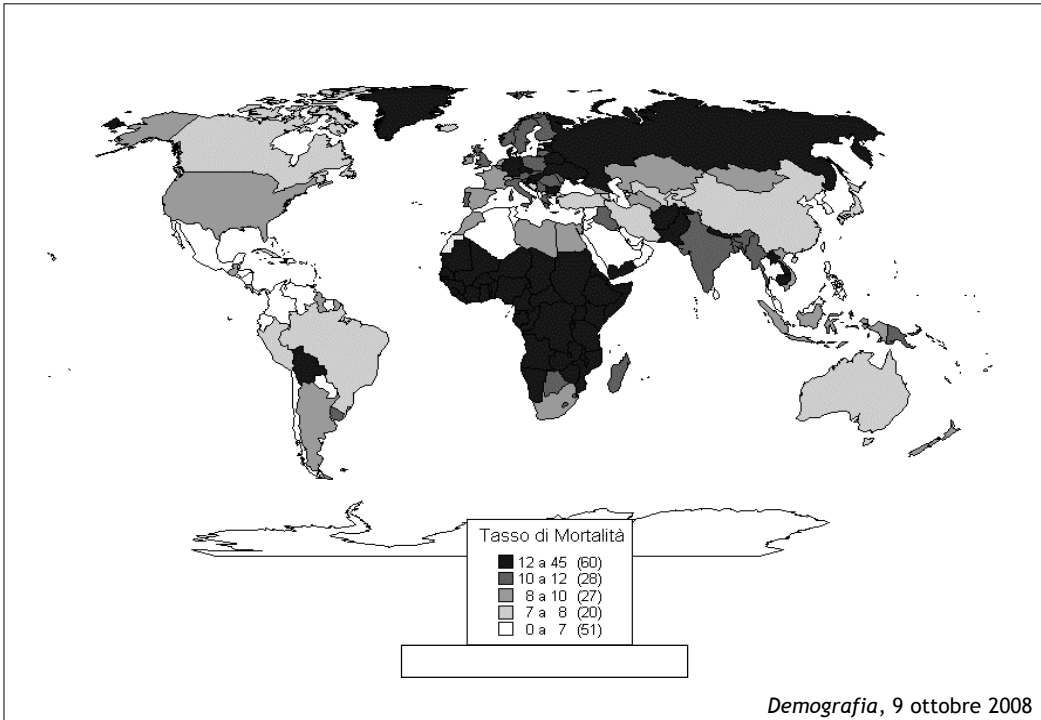 Tasso di Mortalità
12 a 45 (60)
10 a 12 (28)
8 a 10 (27)
7 a 8 (20)
0 a 7 (51)
Demografia, 9 ottobre 2008